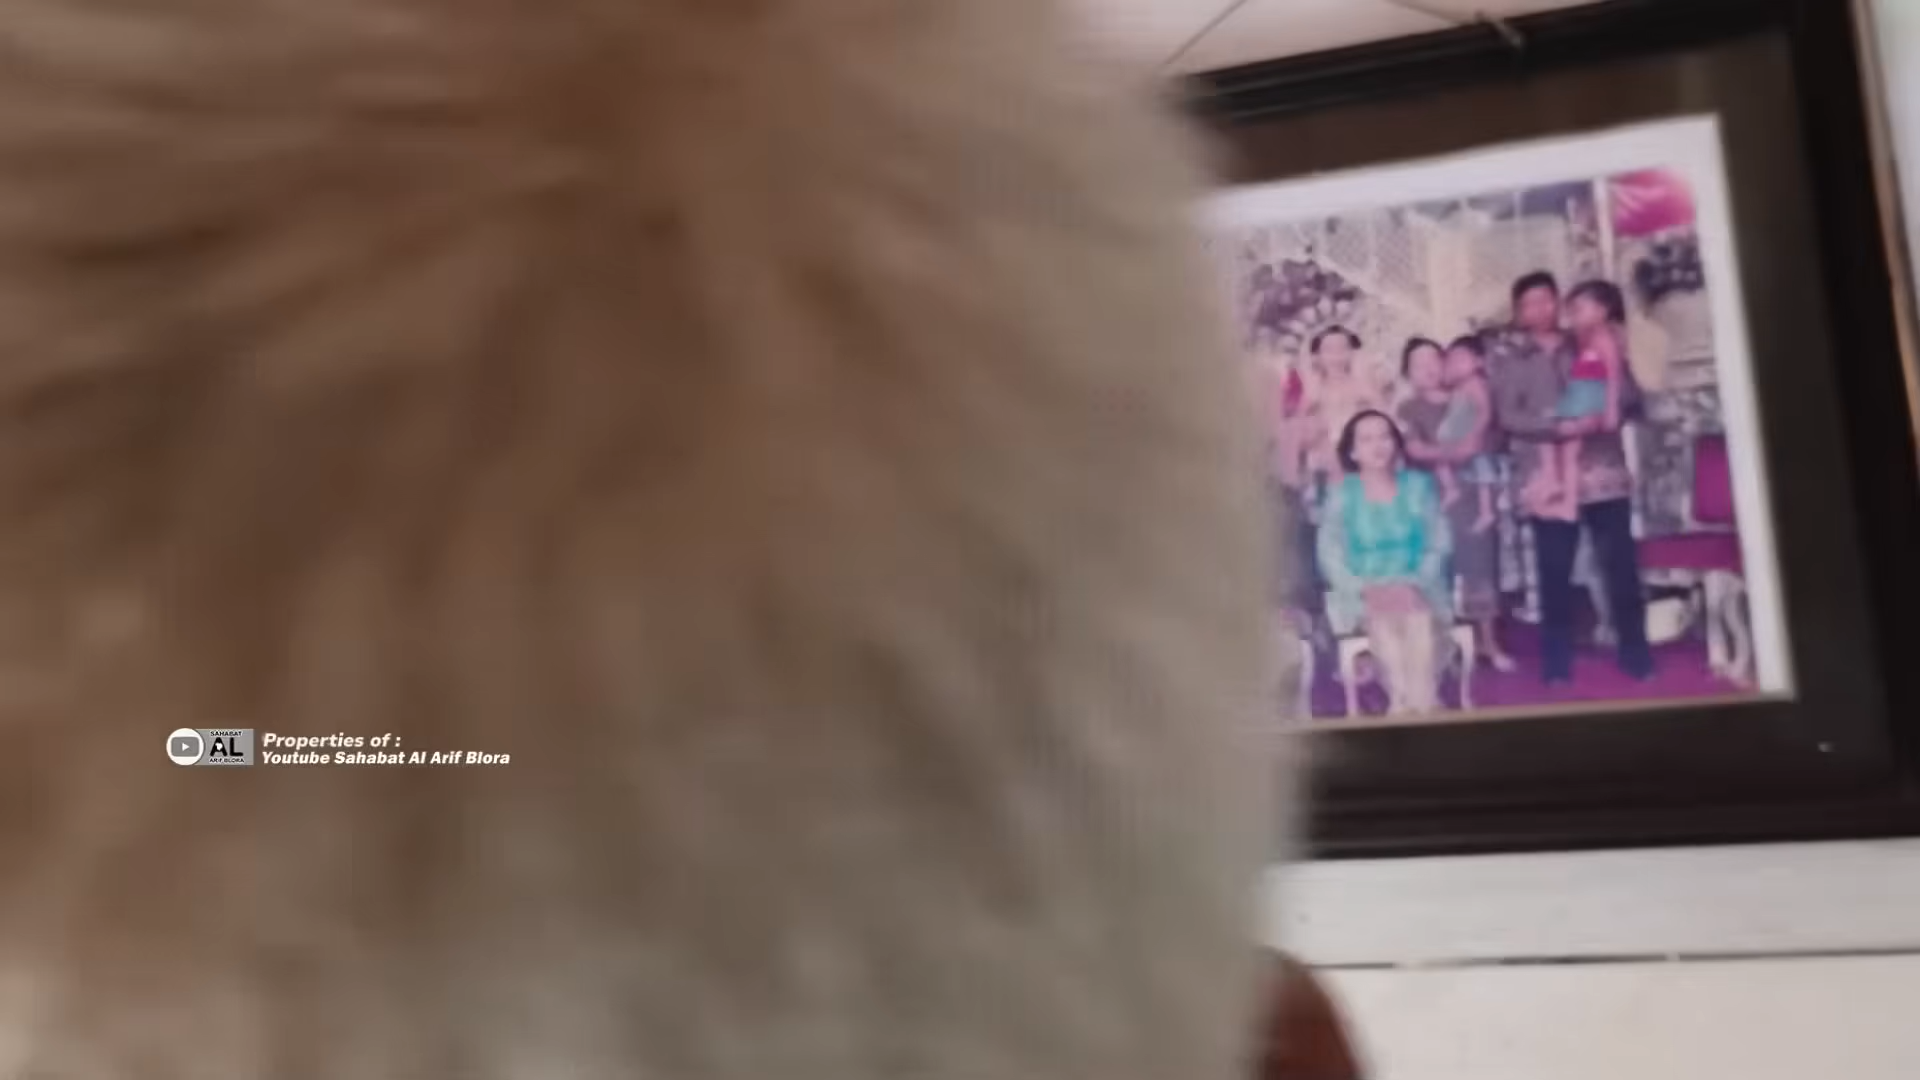 SAHABAT
AL
ARIF BLORA
Properties of :
Youtube Sahabat Al Arif Blora